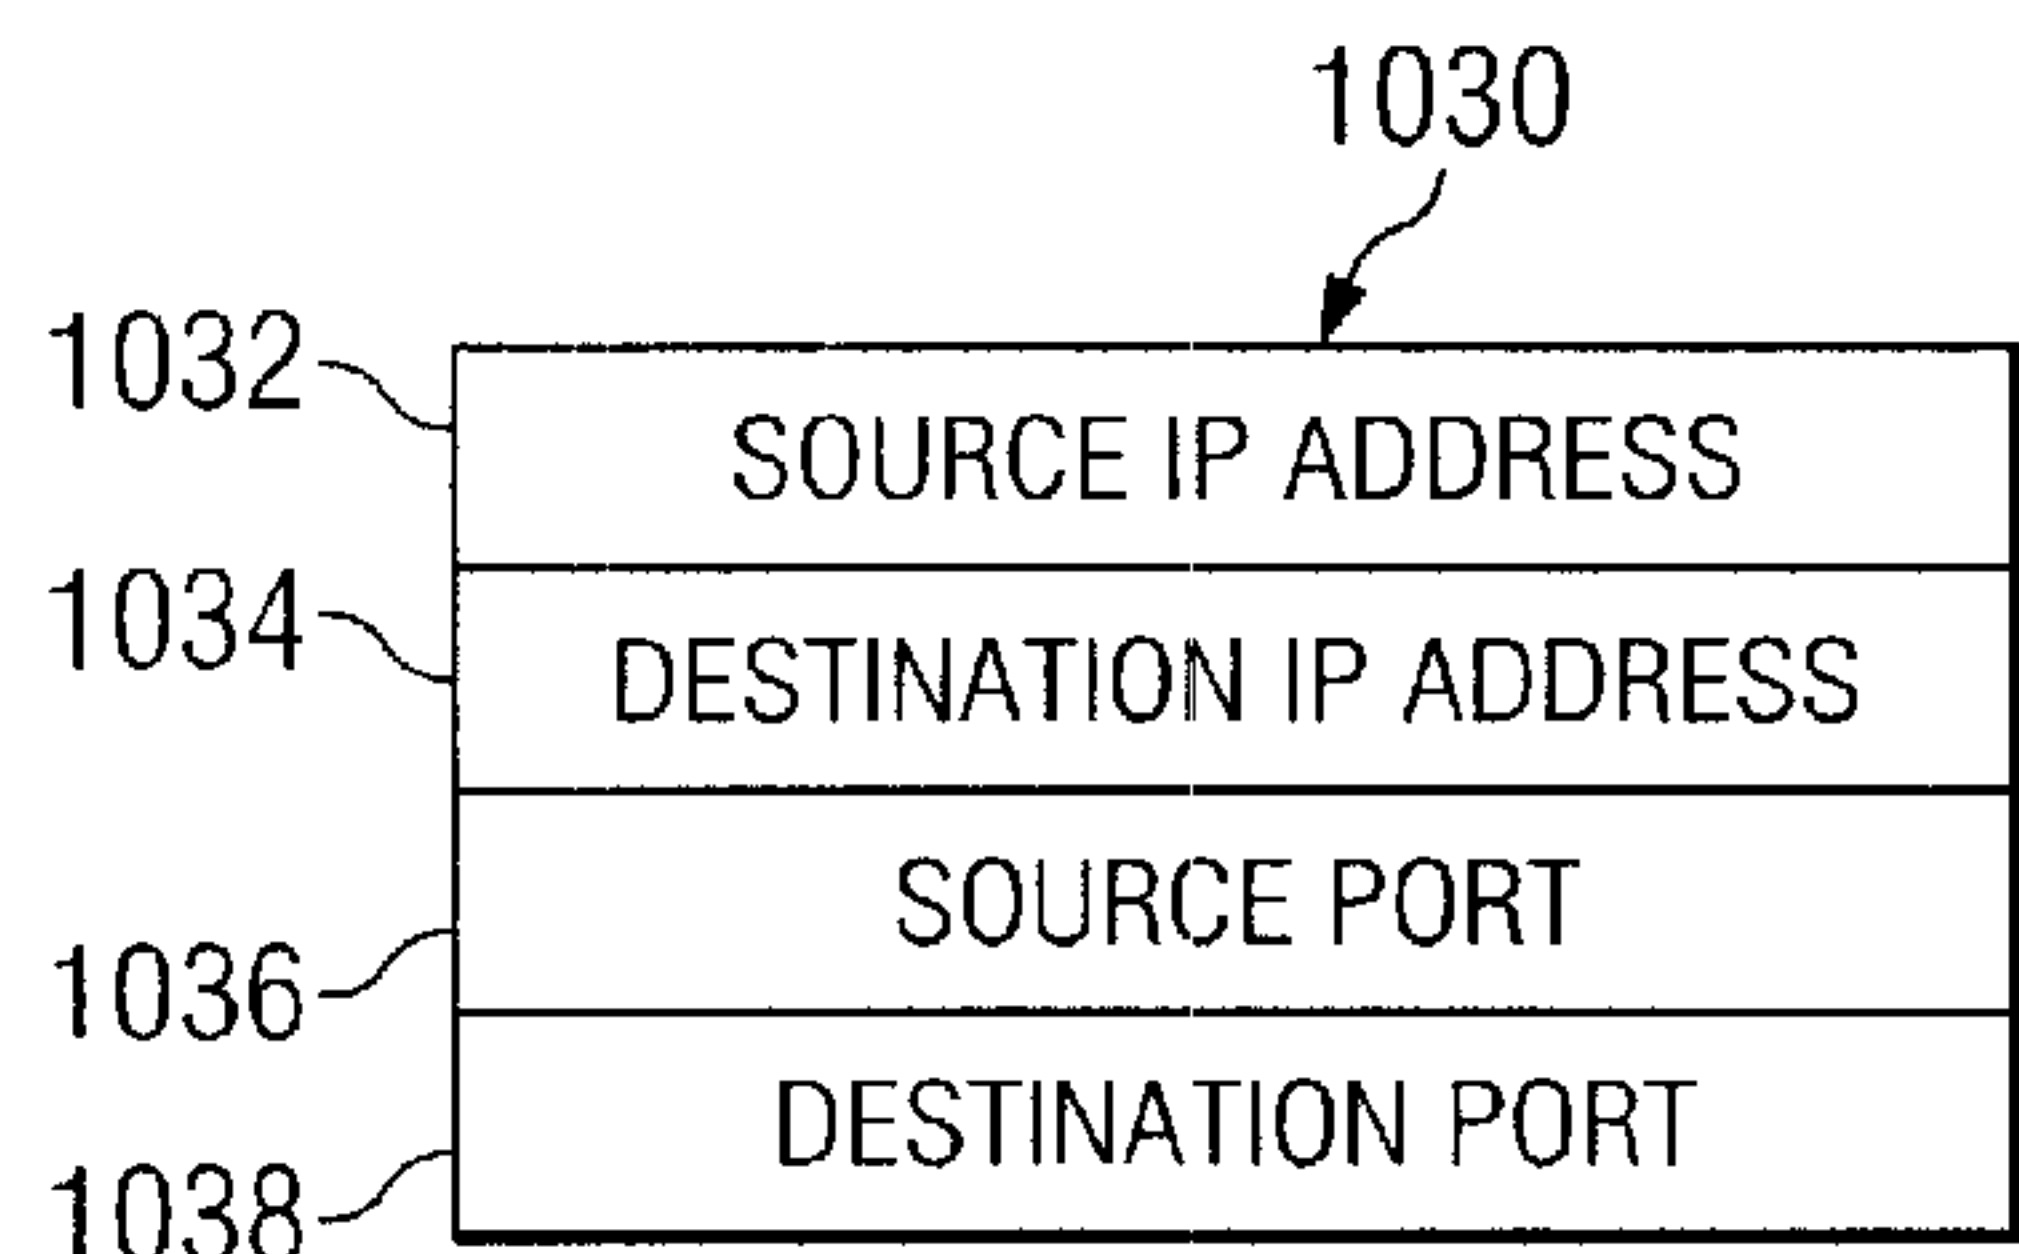 1030
1032
SOURCE IP ADDRESS
1034
DESTINATION IP ADDRESS
SOURCE PORT
1036
DESTINATION PORT
1038